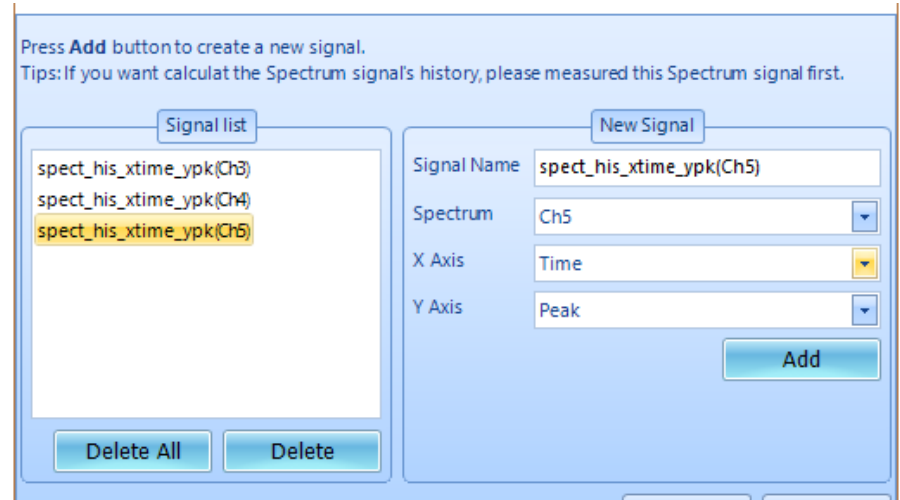 Press Add button to create a new signal.
Tips: If you want calculat the Spectrum signal's history, please measured this Spectrum signal first.
Signal list
spect_his_xtime_ypk(Ch3)
spect_his_xtime_ypk(Ch4)
spect_his_xtime_ypk(Ch5)
Delete All
Delete
New Signal
Signal Name spect_his_xtime_ypk(Ch5)
Spectrum Ch5
X Axis Time
Y Axis Peak
Add